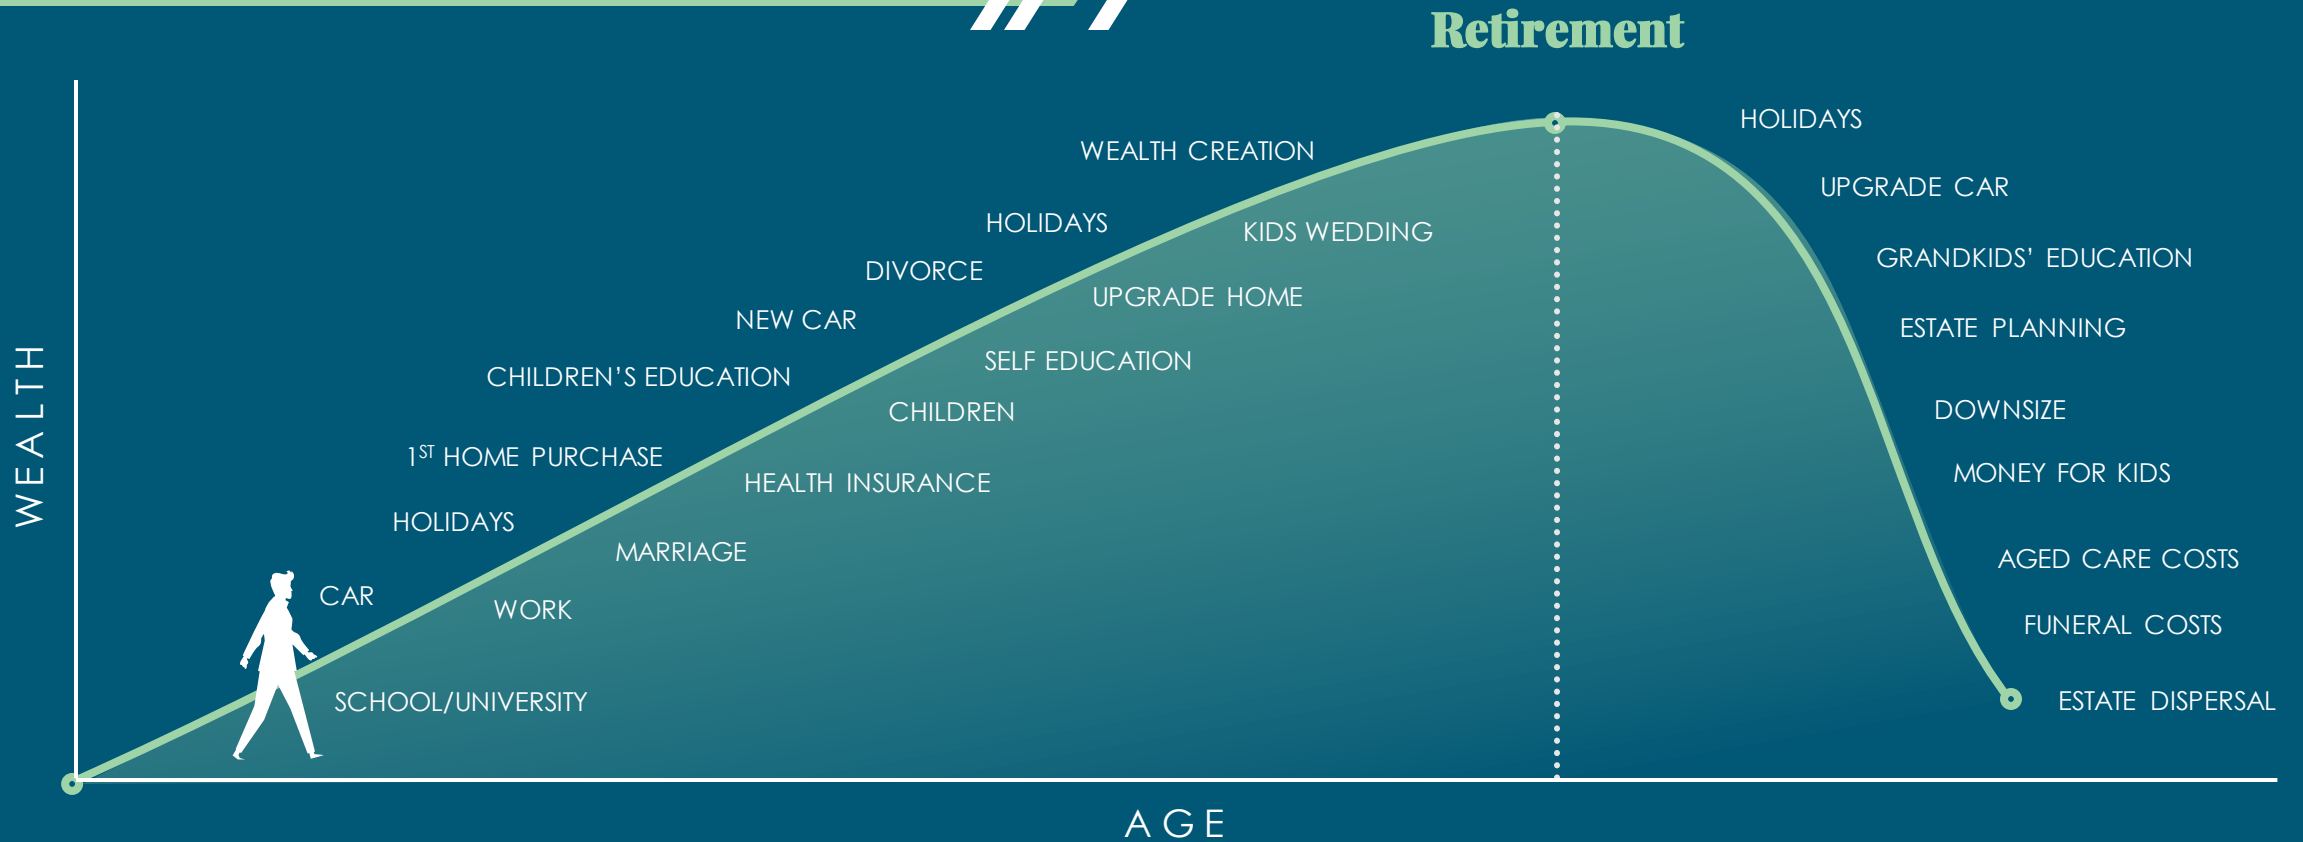 Retirement
HOLIDAYS
WEALTH CREATION
UPGRADE CAR
HOLIDAYS
KIDS WEDDING
GRANDKIDS’ EDUCATION
DIVORCE
UPGRADE HOME
NEW CAR
ESTATE PLANNING
SELF EDUCATION
CHILDREN’S EDUCATION
CHILDREN
DOWNSIZE
1ST HOME PURCHASE
MONEY FOR KIDS
HEALTH INSURANCE
HOLIDAYS
MARRIAGE
AGED CARE COSTS
CAR
WORK
FUNERAL COSTS
SCHOOL/UNIVERSITY
ESTATE DISPERSAL
WEALTH
AGE